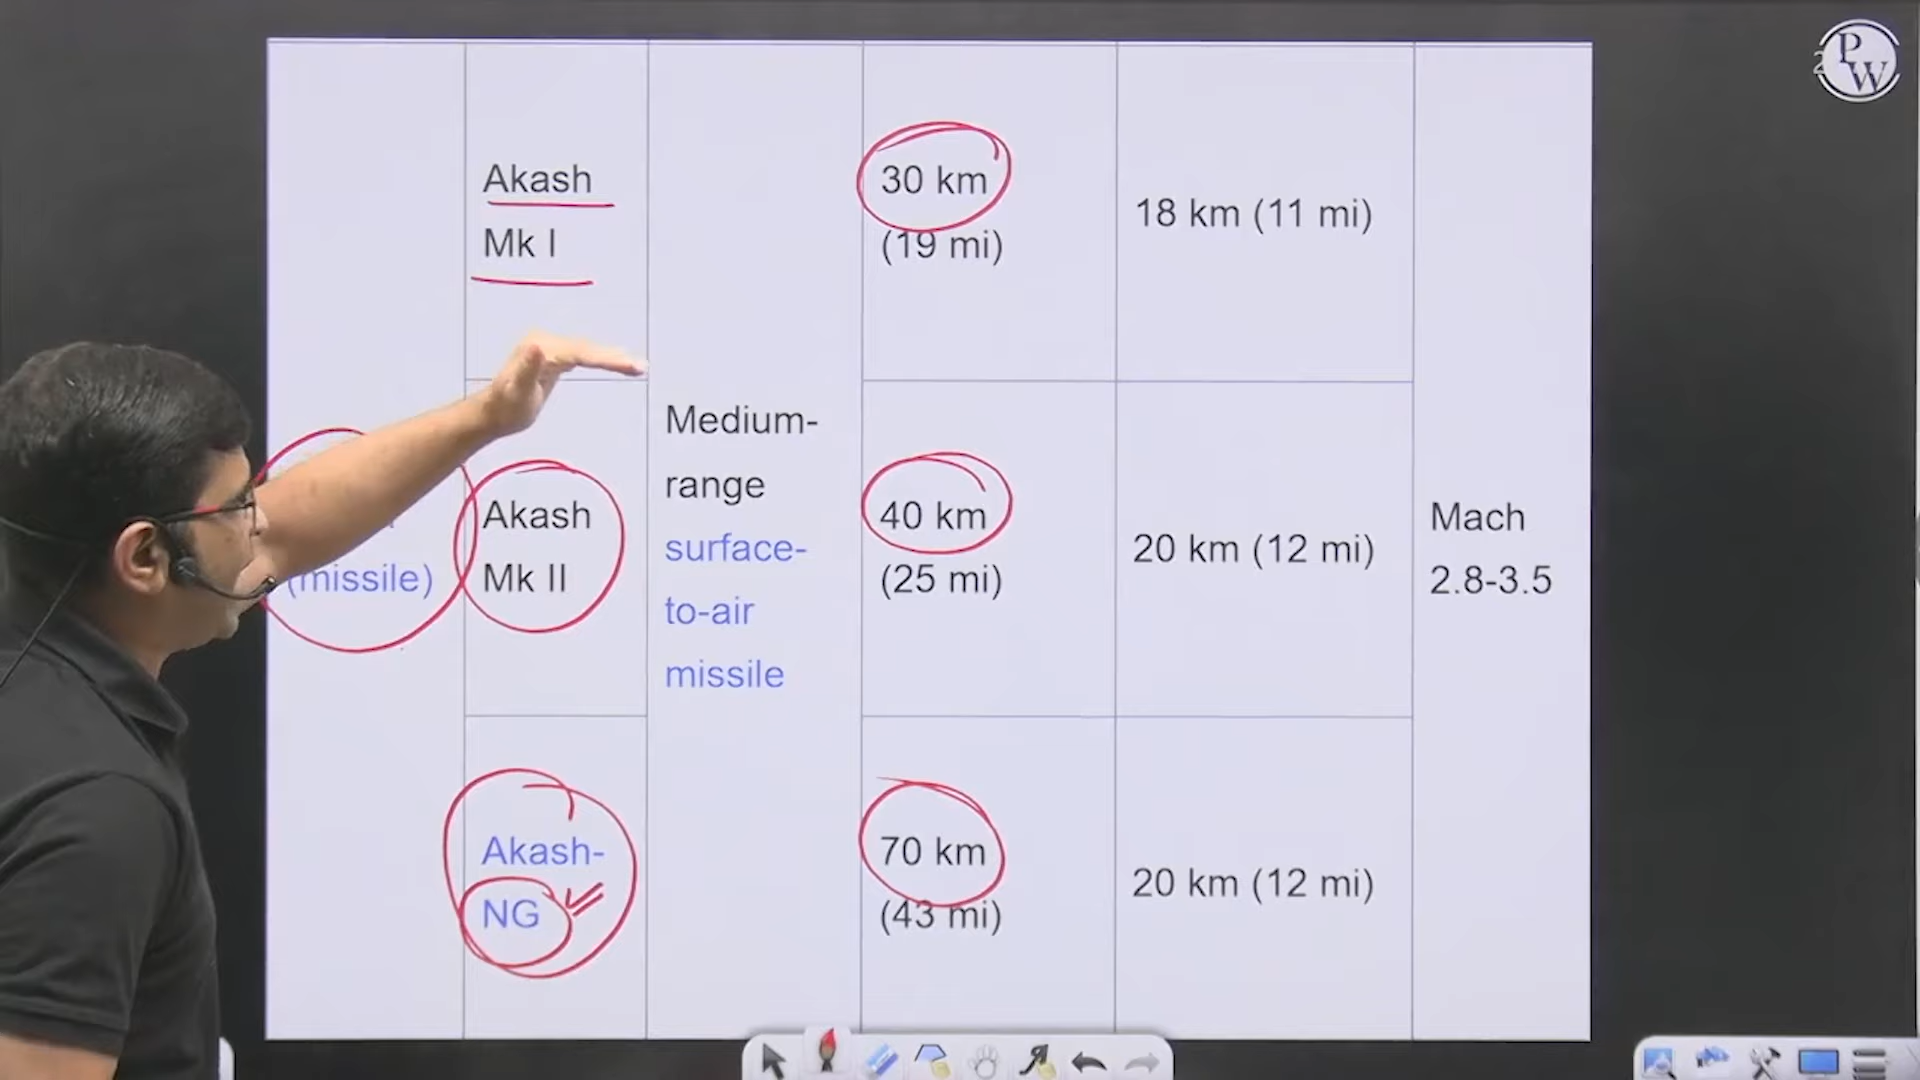 PW
Akash
Mk I
30 km
(19 mi)
18 km (11 mi)
(missile)
Akash
Mk II
Medium-
range
surface-
to-air
missile
40 km
(25 mi)
20 km (12 mi)
Mach
2.8-3.5
Akash-
NG
70 km
(43 mi)
20 km (12 mi)